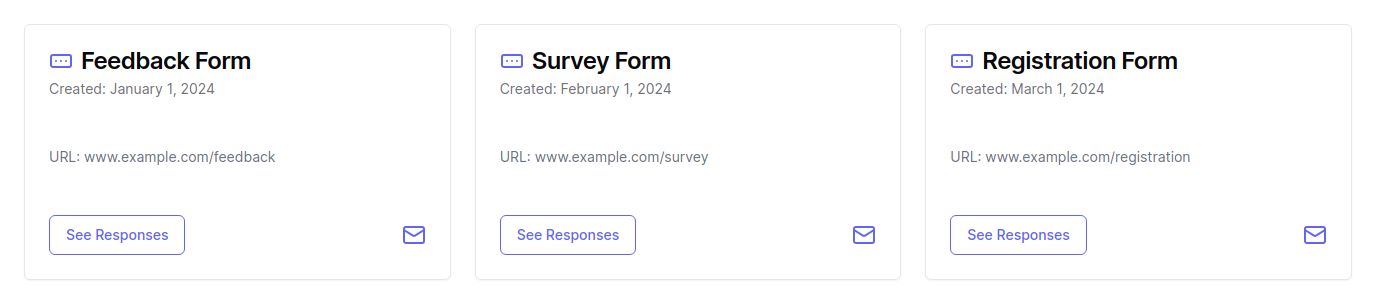 Feedback Form
Created: January 1, 2024
URL: www.example.com/feedback
See Responses
Survey Form
Created: February 1, 2024
URL: www.example.com/survey
See Responses
Registration Form
Created: March 1, 2024
URL: www.example.com/registration
See Responses